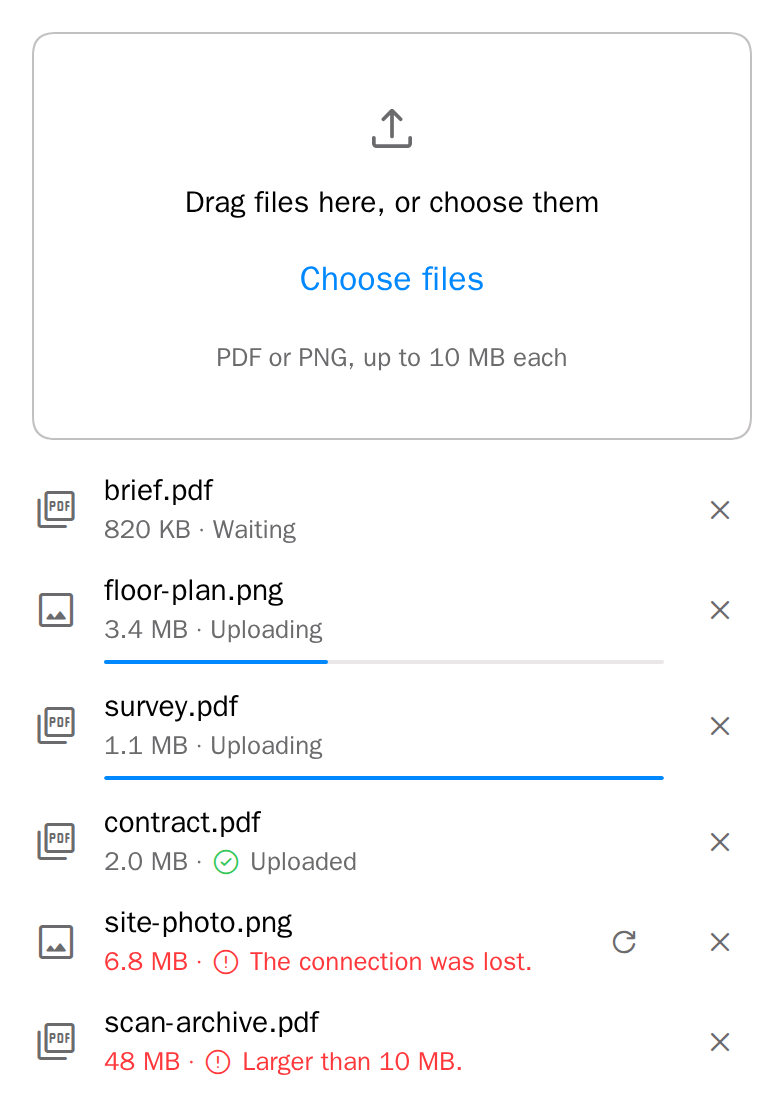 Drag files here, or choose them
Choose files
PDF or PNG, up to 10 MB each
PDF
brief.pdf
820 KB · Waiting
floor-plan.png
3.4 MB · Uploading
PDF
survey.pdf
1.1 MB · Uploading
PDF
contract.pdf
2.0 MB · Uploaded
site-photo.png
6.8 MB · The connection was lost.
PDF
scan-archive.pdf
48 MB · Larger than 10 MB.